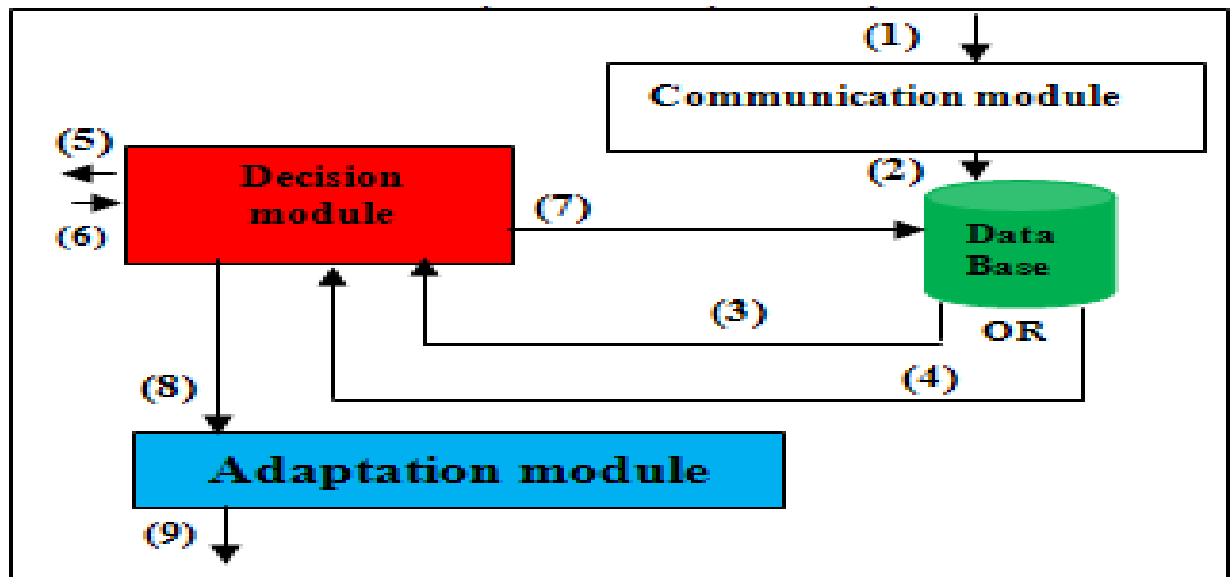 (1)
Communication module
(2)
(5)
Decision
module
(6)
(7)
Data
Base
(3)
OR
(4)
(8)
Adaptation module
(9)